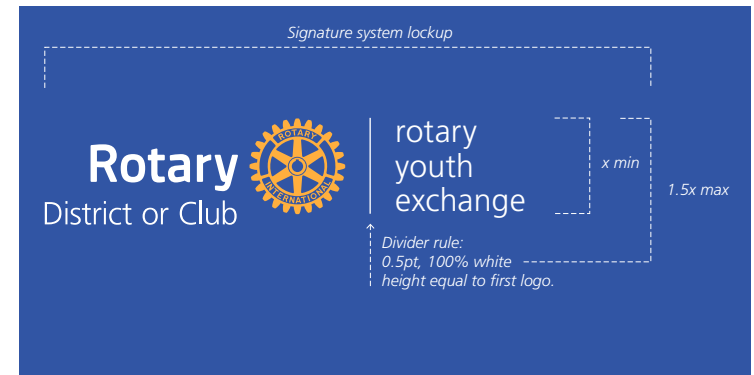 Signature system lockup
Rotary
District or Club
ROTARY
INTERNATIONAL
rotary
youth
exchange
x min
1.5x max
Divider rule:
0.5pt, 100% white
height equal to first logo.